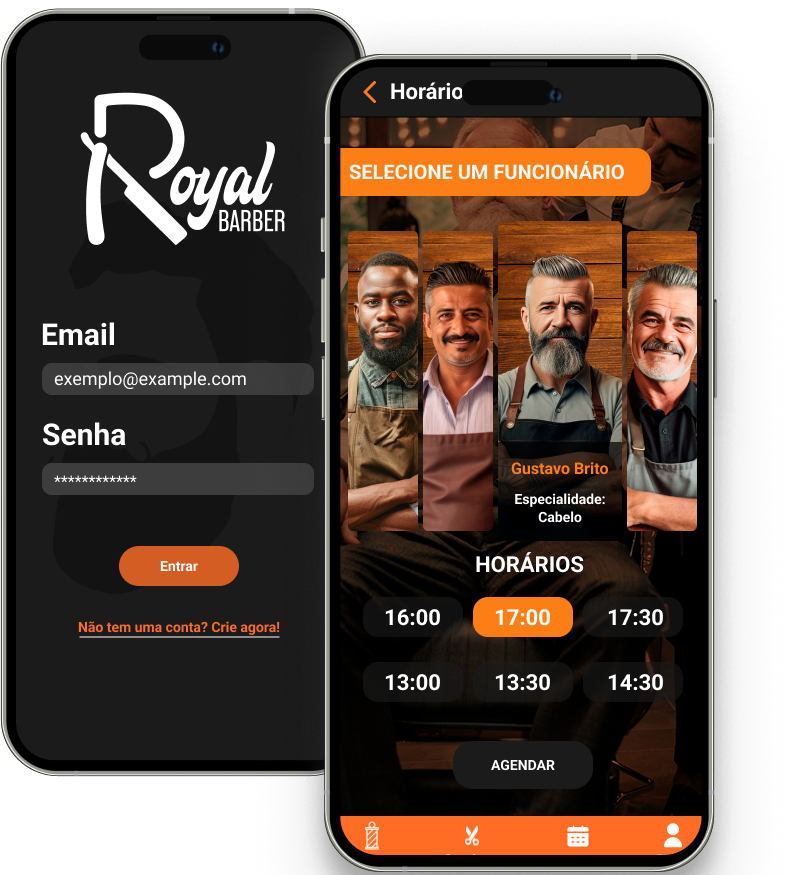 Royal
BARBER
Email
exemplo@example.com
Senha
************
Entrar
Não tem uma conta? Crie agora!
Horário
SELECIONE UM FUNCIONÁRIO
Gustavo Brito
Especialidade:
Cabelo
HORÁRIOS
16:00 17:00 17:30
13:00 13:30 14:30
AGENDAR